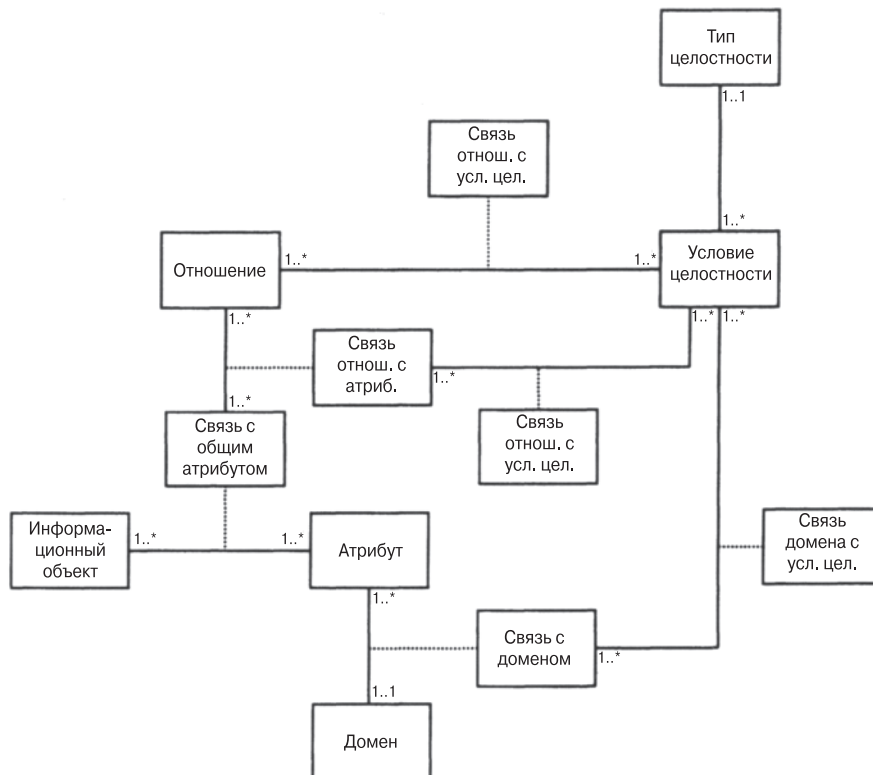 Тип
целостности
1..1
Связь
отнош. с
усл. цел.
1..*
Отношение
1..*
1..*
Условие
целостности
1..*
1..*
1..*
Связь
отнош. с
атриб.
1..*
1..*
Связь с
общим
атрибутом
Связь
отнош. с
усл. цел.
Информа-
ционный
объект
1..*
1..*
Атрибут
Связь
домена с
усл. цел.
1..*
Связь с
доменом
1..*
1..1
Домен